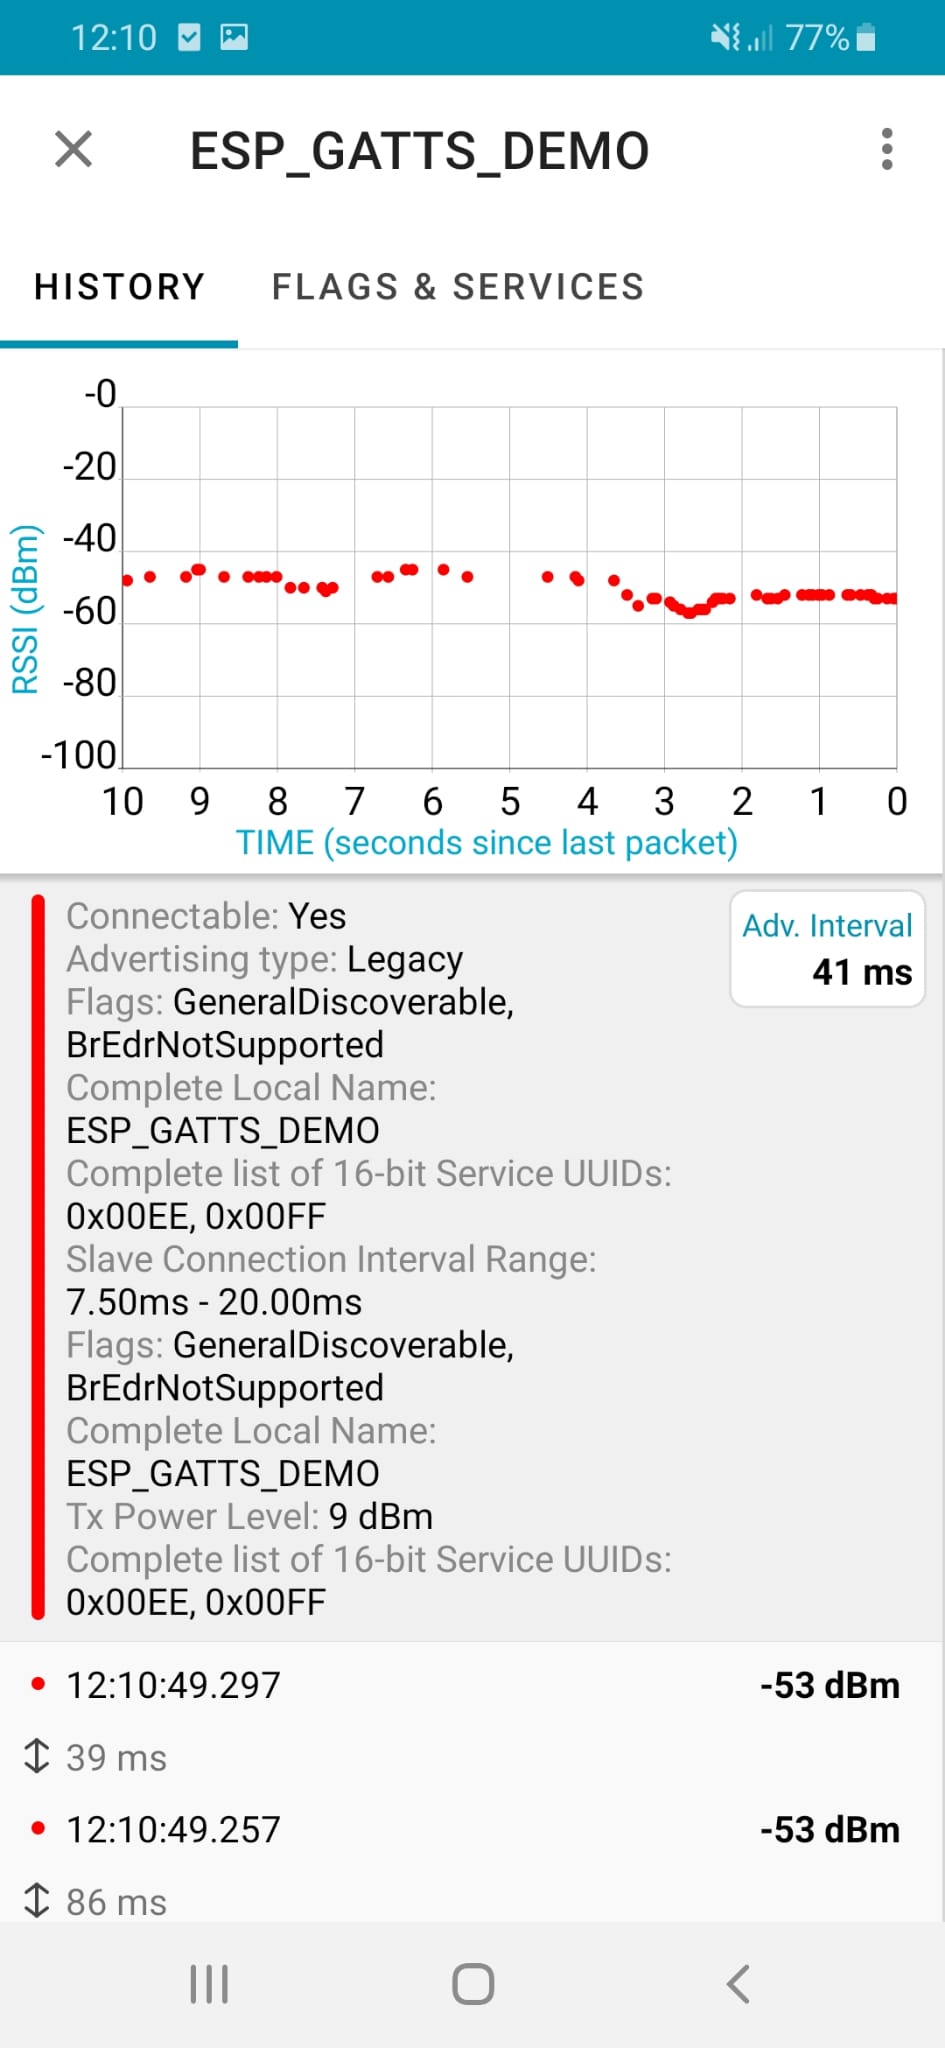 12:10
77%
ESP_GATTS_DEMO
HISTORY FLAGS & SERVICES
-0
-20
-40
-60
-80
-100
RSSI (dBm)
10 9 8 7 6 5 4 3 2 1 0
TIME (seconds since last packet)
Connectable: Yes
Adv. Interval
41 ms
Advertising type: Legacy
Flags: GeneralDiscoverable,
BrEdrNotSupported
Complete Local Name:
ESP_GATTS_DEMO
Complete list of 16-bit Service UUIDs:
0x00EE, 0x00FF
Slave Connection Interval Range:
7.50ms - 20.00ms
Flags: GeneralDiscoverable,
BrEdrNotSupported
Complete Local Name:
ESP_GATTS_DEMO
Tx Power Level: 9 dBm
Complete list of 16-bit Service UUIDs:
0x00EE, 0x00FF
12:10:49.297 -53 dBm
39 ms
12:10:49.257 -53 dBm
86 ms